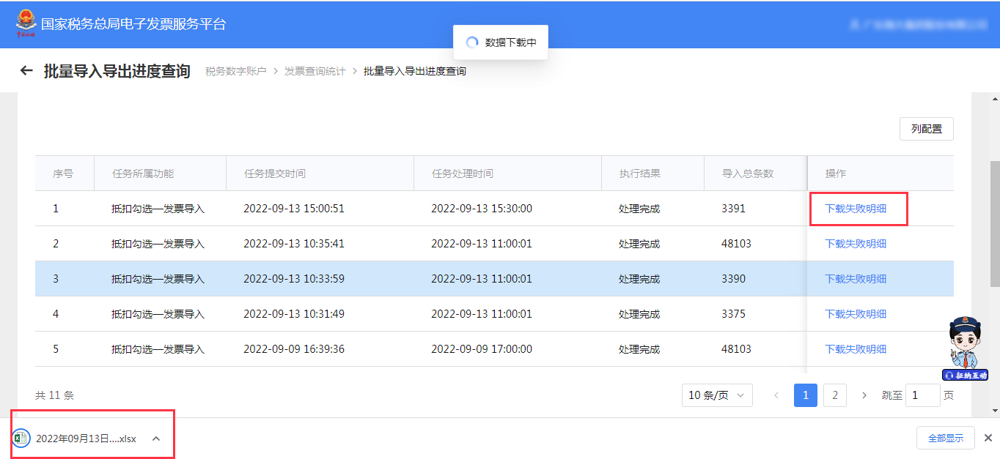 国家税务总局电子发票服务平台
数据下载中
批量导入导出进度查询 税务数字账户 > 发票查询统计 > 批量导入导出进度查询
列配置
序号 任务所属功能 任务提交时间 任务处理时间 执行结果 导入总条数 操作
1 抵扣勾选—发票导入 2022-09-13 15:00:51 2022-09-13 15:30:00 处理完成 3391 下载失败明细
2 抵扣勾选—发票导入 2022-09-13 10:35:41 2022-09-13 11:00:01 处理完成 48103 下载失败明细
3 抵扣勾选—发票导入 2022-09-13 10:33:59 2022-09-13 11:00:01 处理完成 3390 下载失败明细
4 抵扣勾选—发票导入 2022-09-13 10:31:49 2022-09-13 11:00:01 处理完成 3375 下载失败明细
5 抵扣勾选—发票导入 2022-09-09 16:39:36 2022-09-09 17:00:00 处理完成 48103 下载失败明细
征纳互动
共 11 条 10 条/页 < 1 2 > 跳至 1 页
2022年09月13日....xlsx 全部显示